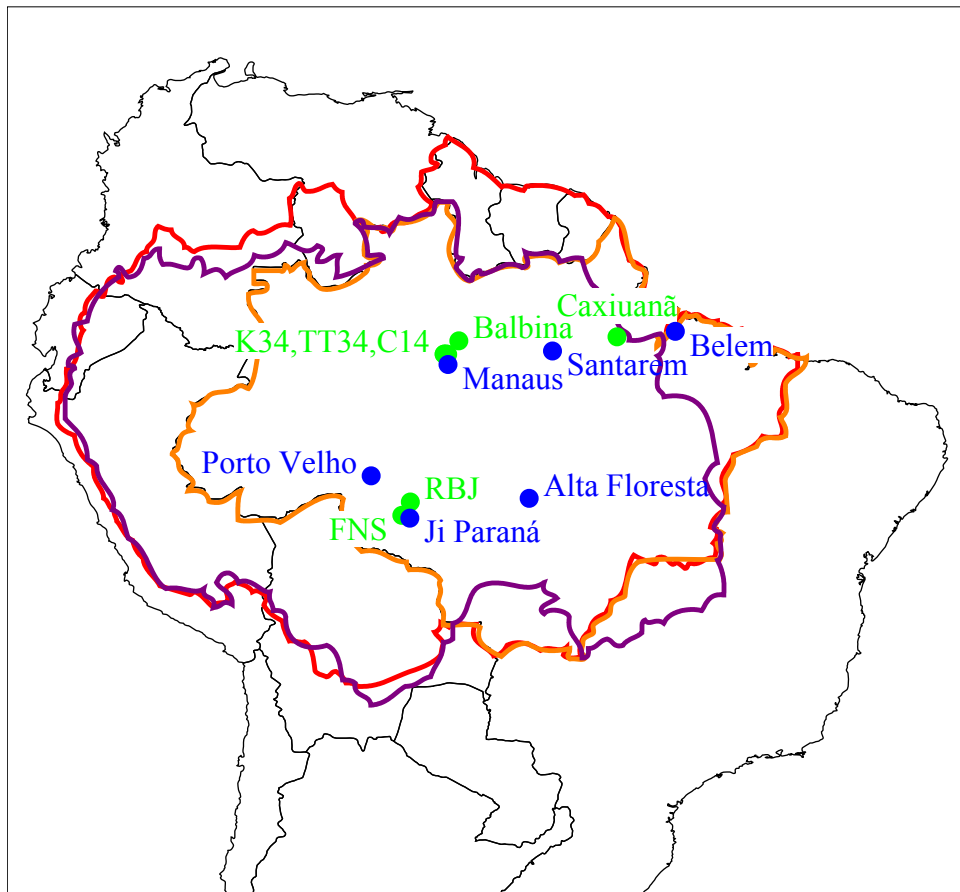 Caxiuanã
Balbina
K34,TT34,C14
Belem
Santarem
Manaus
Porto Velho
RBJ
Alta Floresta
FNS
Ji Paraná